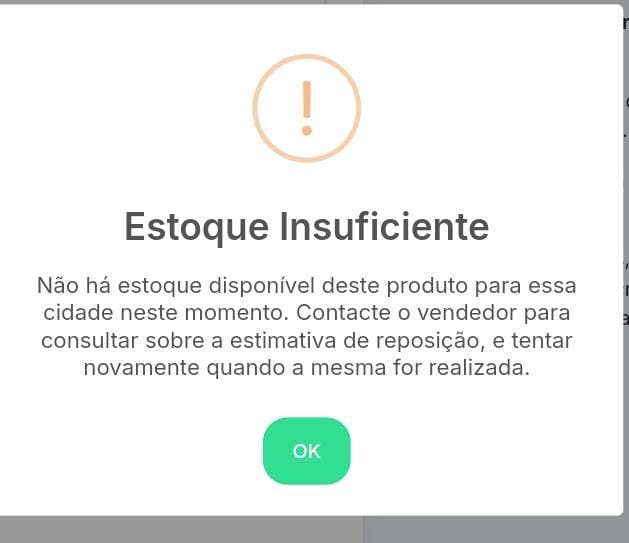 !
Estoque Insuficiente
Não há estoque disponível deste produto para essa
cidade neste momento. Contacte o vendedor para
consultar sobre a estimativa de reposição, e tentar
novamente quando a mesma for realizada.
OK